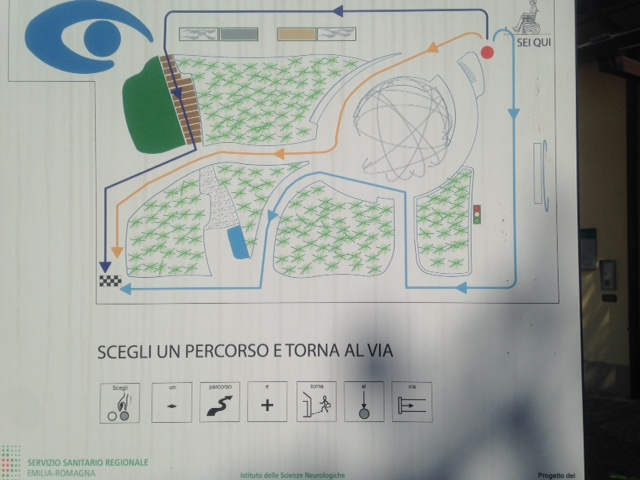 SEI QUI
SCEGLI UN PERCORSO E TORNA AL VIA
Scegli un percorso e torna al via
SERVIZIO SANITARIO REGIONALE
EMILIA-ROMAGNA
Istituto delle Scienze Neurologiche
Progetto dei